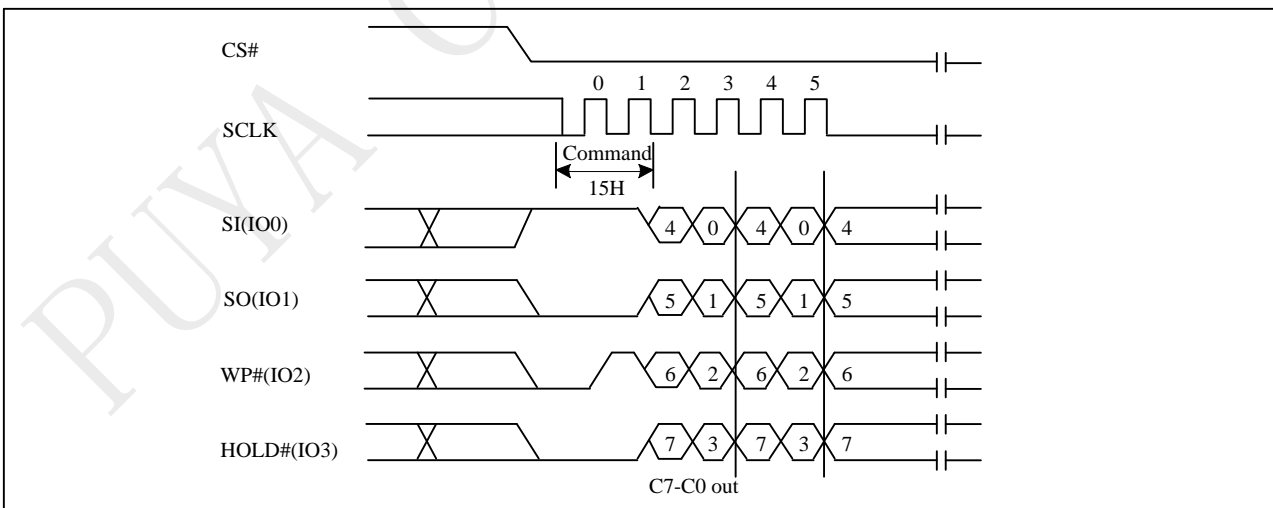 CS#
0 1 2 3 4 5
SCLK
Command
15H
SI(IO0) 4 0 4 0 4
SO(IO1) 5 1 5 1 5
WP#(IO2) 6 2 6 2 6
HOLD#(IO3) 7 3 7 3 7
C7-C0 out
PUYA